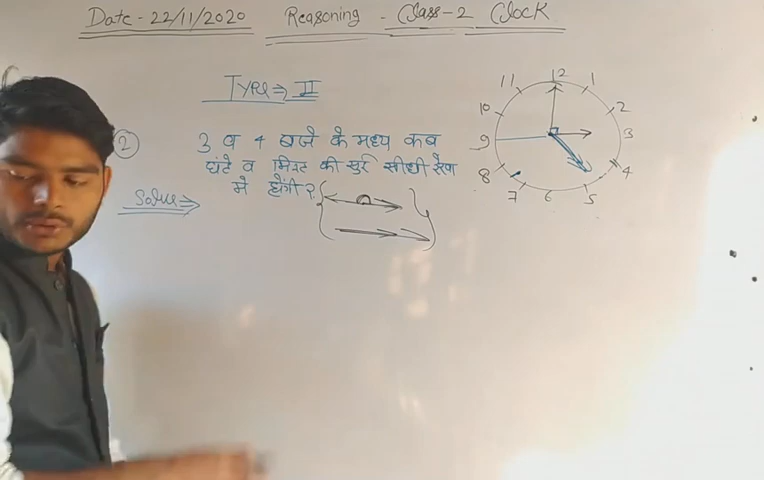 Date - 22/11/2020 Reasoning - Class-2 Clock
Type ⇒ II
② 3 व 4 बजे के मध्य कब
घंटे व मिनट की सुई सीधी रेखा
में होंगी ?
Solu ⇒
12
11 1
10 2
9 3
8 4
7 6 5